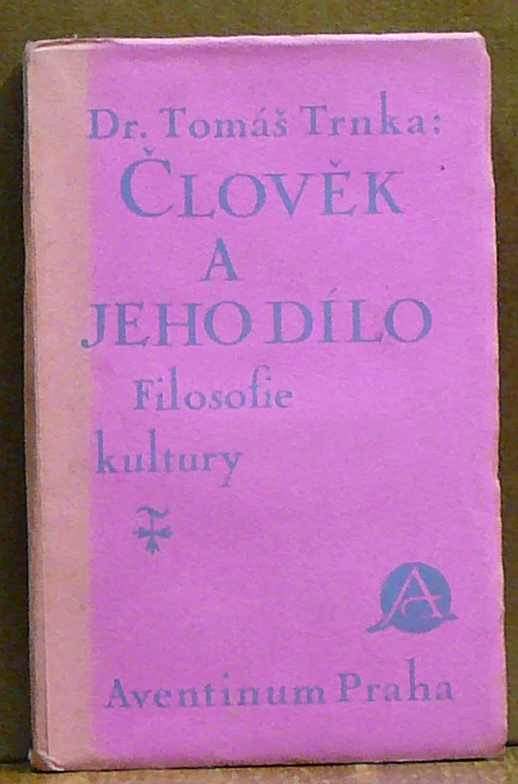 Dr. Tomáš Trnka:
ČLOVĚK
A
JEHO DÍLO
Filosofie
kultury
A
Aventinum Praha